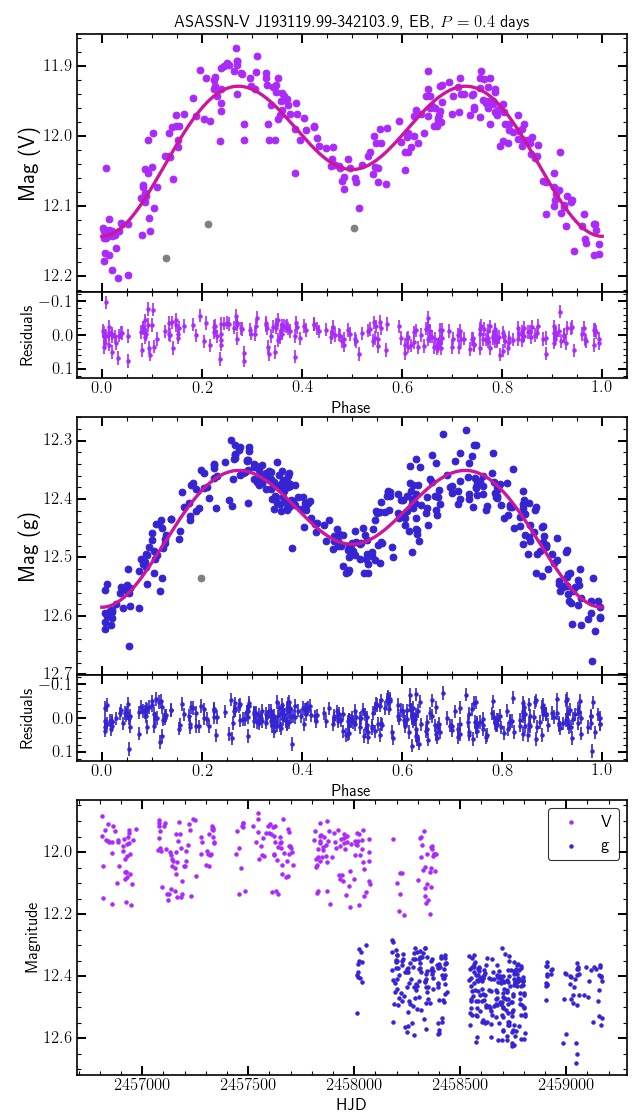 ASASSN-V J193119.99-342103.9, EB, P = 0.4 days
11.9
12.0
12.1
12.2
Mag (V)
−0.1
0.0
0.1
Residuals
0.0 0.2 0.4 0.6 0.8 1.0
Phase
12.3
12.4
12.5
12.6
12.7
Mag (g)
−0.1
0.0
0.1
Residuals
0.0 0.2 0.4 0.6 0.8 1.0
Phase
V
g
12.0
12.2
12.4
12.6
Magnitude
2457000 2457500 2458000 2458500 2459000
HJD